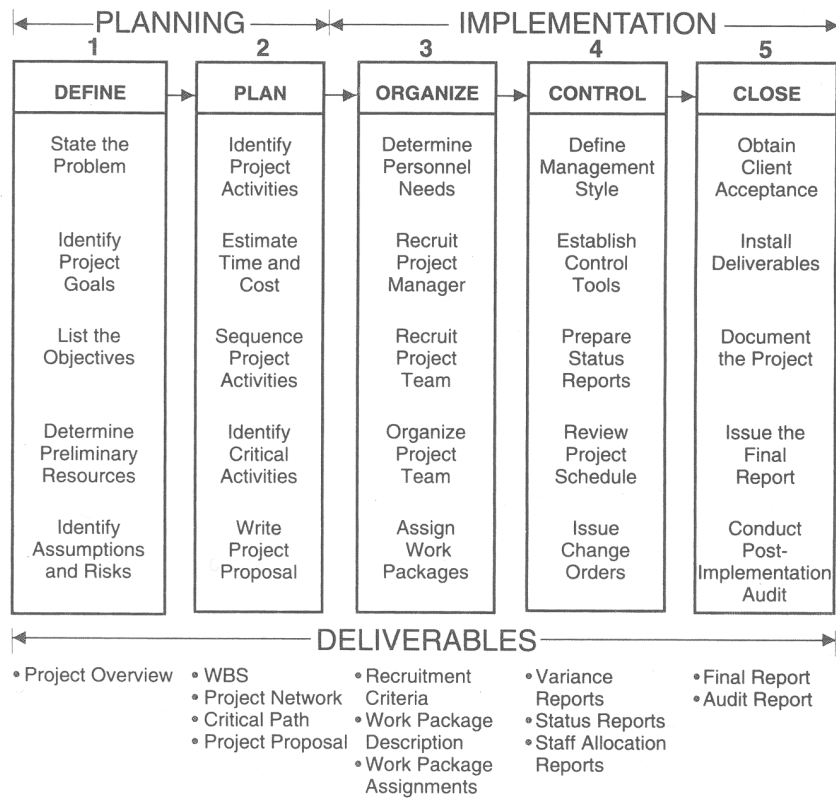 PLANNING
IMPLEMENTATION
1
2
3
4
5
DEFINE
PLAN
ORGANIZE
CONTROL
CLOSE
State the
Problem
Identify
Project
Goals
List the
Objectives
Determine
Preliminary
Resources
Identify
Assumptions
and Risks
Identify
Project
Activities
Estimate
Time and
Cost
Sequence
Project
Activities
Identify
Critical
Activities
Write
Project
Proposal
Determine
Personnel
Needs
Recruit
Project
Manager
Recruit
Project
Team
Organize
Project
Team
Assign
Work
Packages
Define
Management
Style
Establish
Control
Tools
Prepare
Status
Reports
Review
Project
Schedule
Issue
Change
Orders
Obtain
Client
Acceptance
Install
Deliverables
Document
the Project
Issue the
Final
Report
Conduct
Post-
Implementation
Audit
DELIVERABLES
• Project Overview
• WBS
• Project Network
• Critical Path
• Project Proposal
• Recruitment
Criteria
• Work Package
Description
• Work Package
Assignments
• Variance
Reports
• Status Reports
• Staff Allocation
Reports
• Final Report
• Audit Report